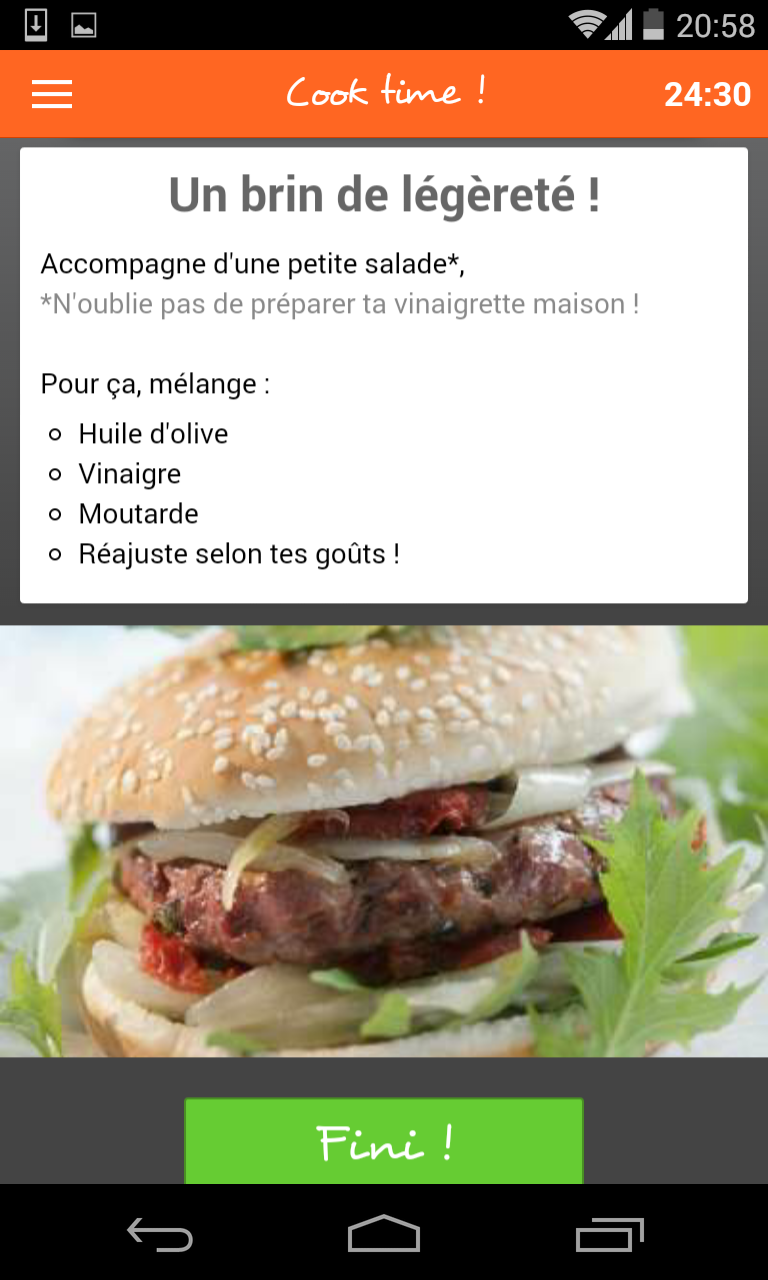 20:58
Cook time !
24:30
Un brin de légèreté !
Accompagne d'une petite salade*,
*N'oublie pas de préparer ta vinaigrette maison !
Pour ça, mélange :
Huile d'olive
Vinaigre
Moutarde
Réajuste selon tes goûts !
Fini !